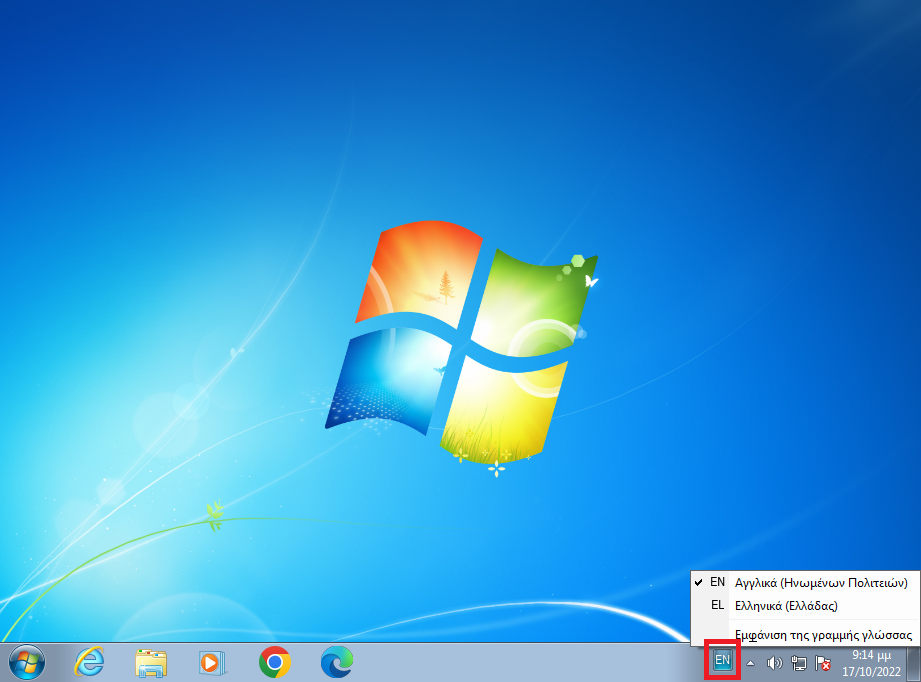 EN Αγγλικά (Ηνωμένων Πολιτειών)
EL Ελληνικά (Ελλάδας)
Εμφάνιση της γραμμής γλώσσας
EN
9:14 μμ
17/10/2022